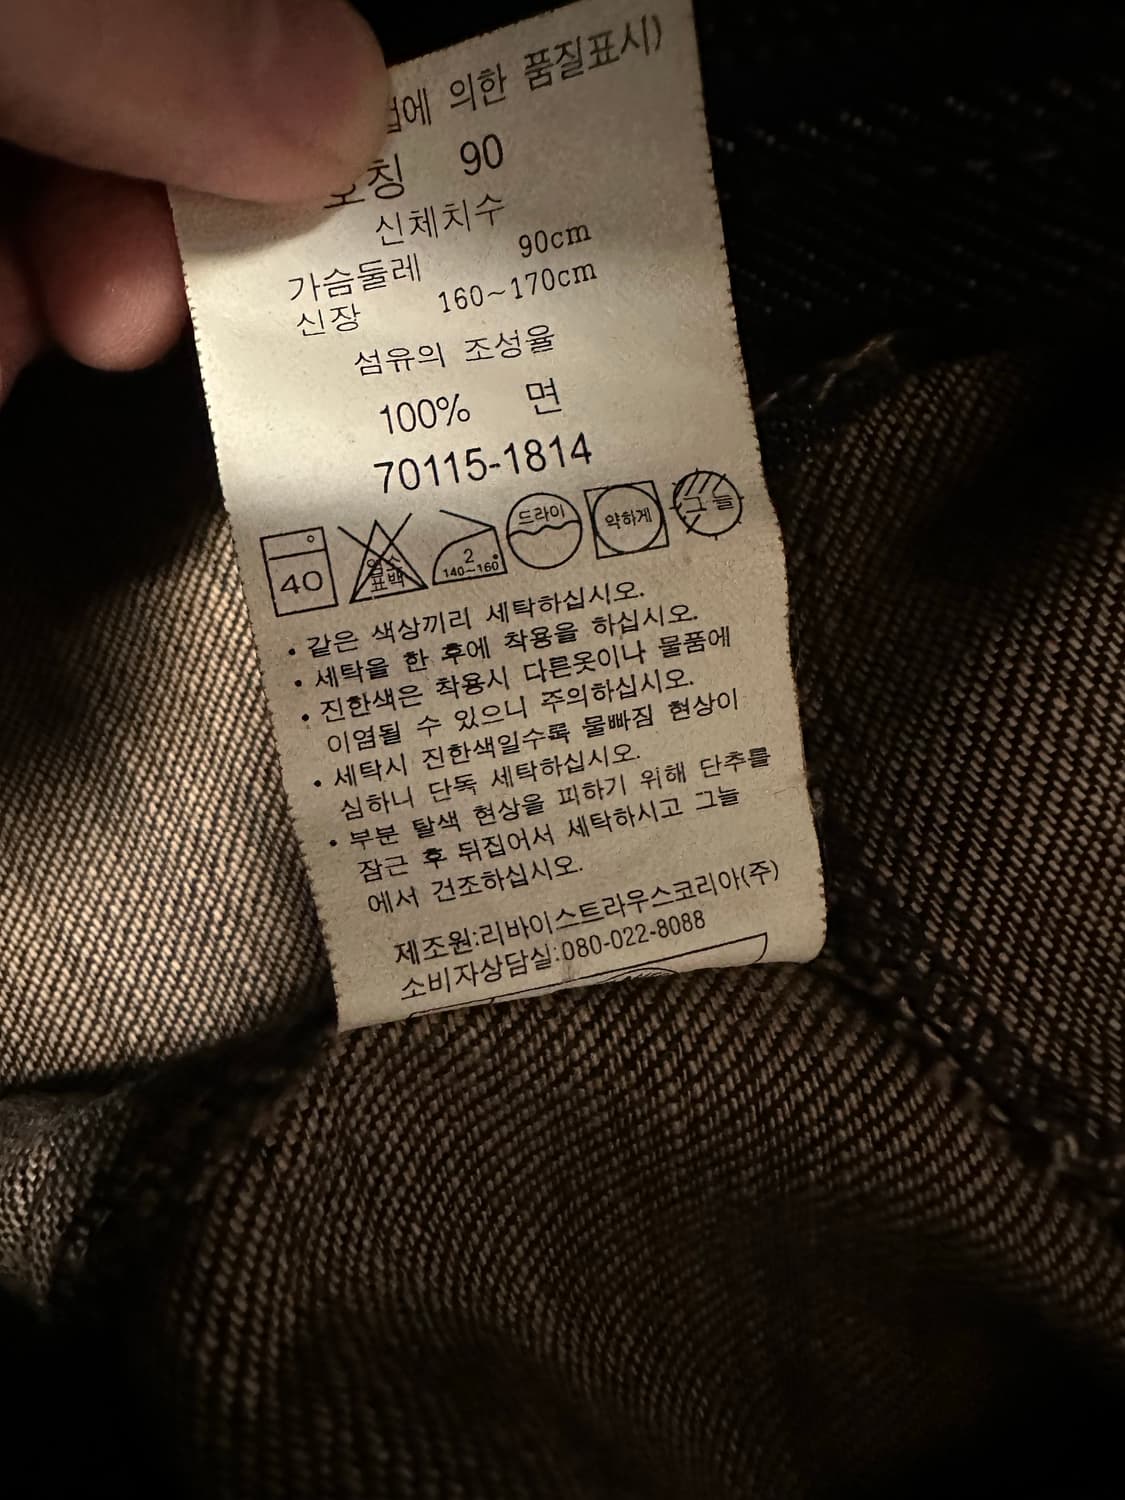 의한 품질표시)
호칭 90
신체치수
가슴둘레 90cm
신장 160~170cm
섬유의 조성율
100% 면
70115-1814
40 염소 표백 2 140~160° 드라이 약하게 그늘
• 같은 색상끼리 세탁하십시오.
• 세탁을 한 후에 착용을 하십시오.
• 진한색은 착용시 다른옷이나 물품에
이염될 수 있으니 주의하십시오.
• 세탁시 진한색일수록 물빠짐 현상이
심하니 단독 세탁하십시오.
• 부분 탈색 현상을 피하기 위해 단추를
잠근 후 뒤집어서 세탁하시고 그늘
에서 건조하십시오.
제조원:리바이스트라우스코리아(주)
소비자상담실:080-022-8088